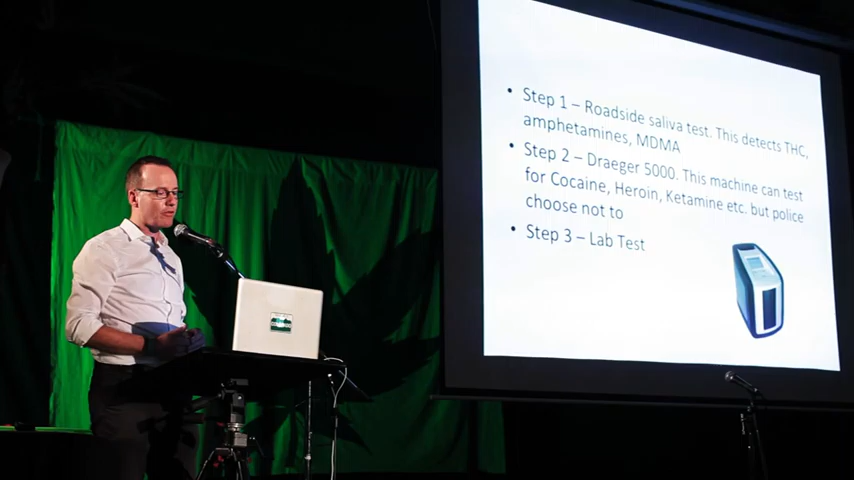 • Step 1 – Roadside saliva test. This detects THC,
amphetamines, MDMA
• Step 2 – Draeger 5000. This machine can test
for Cocaine, Heroin, Ketamine etc. but police
choose not to
• Step 3 – Lab Test